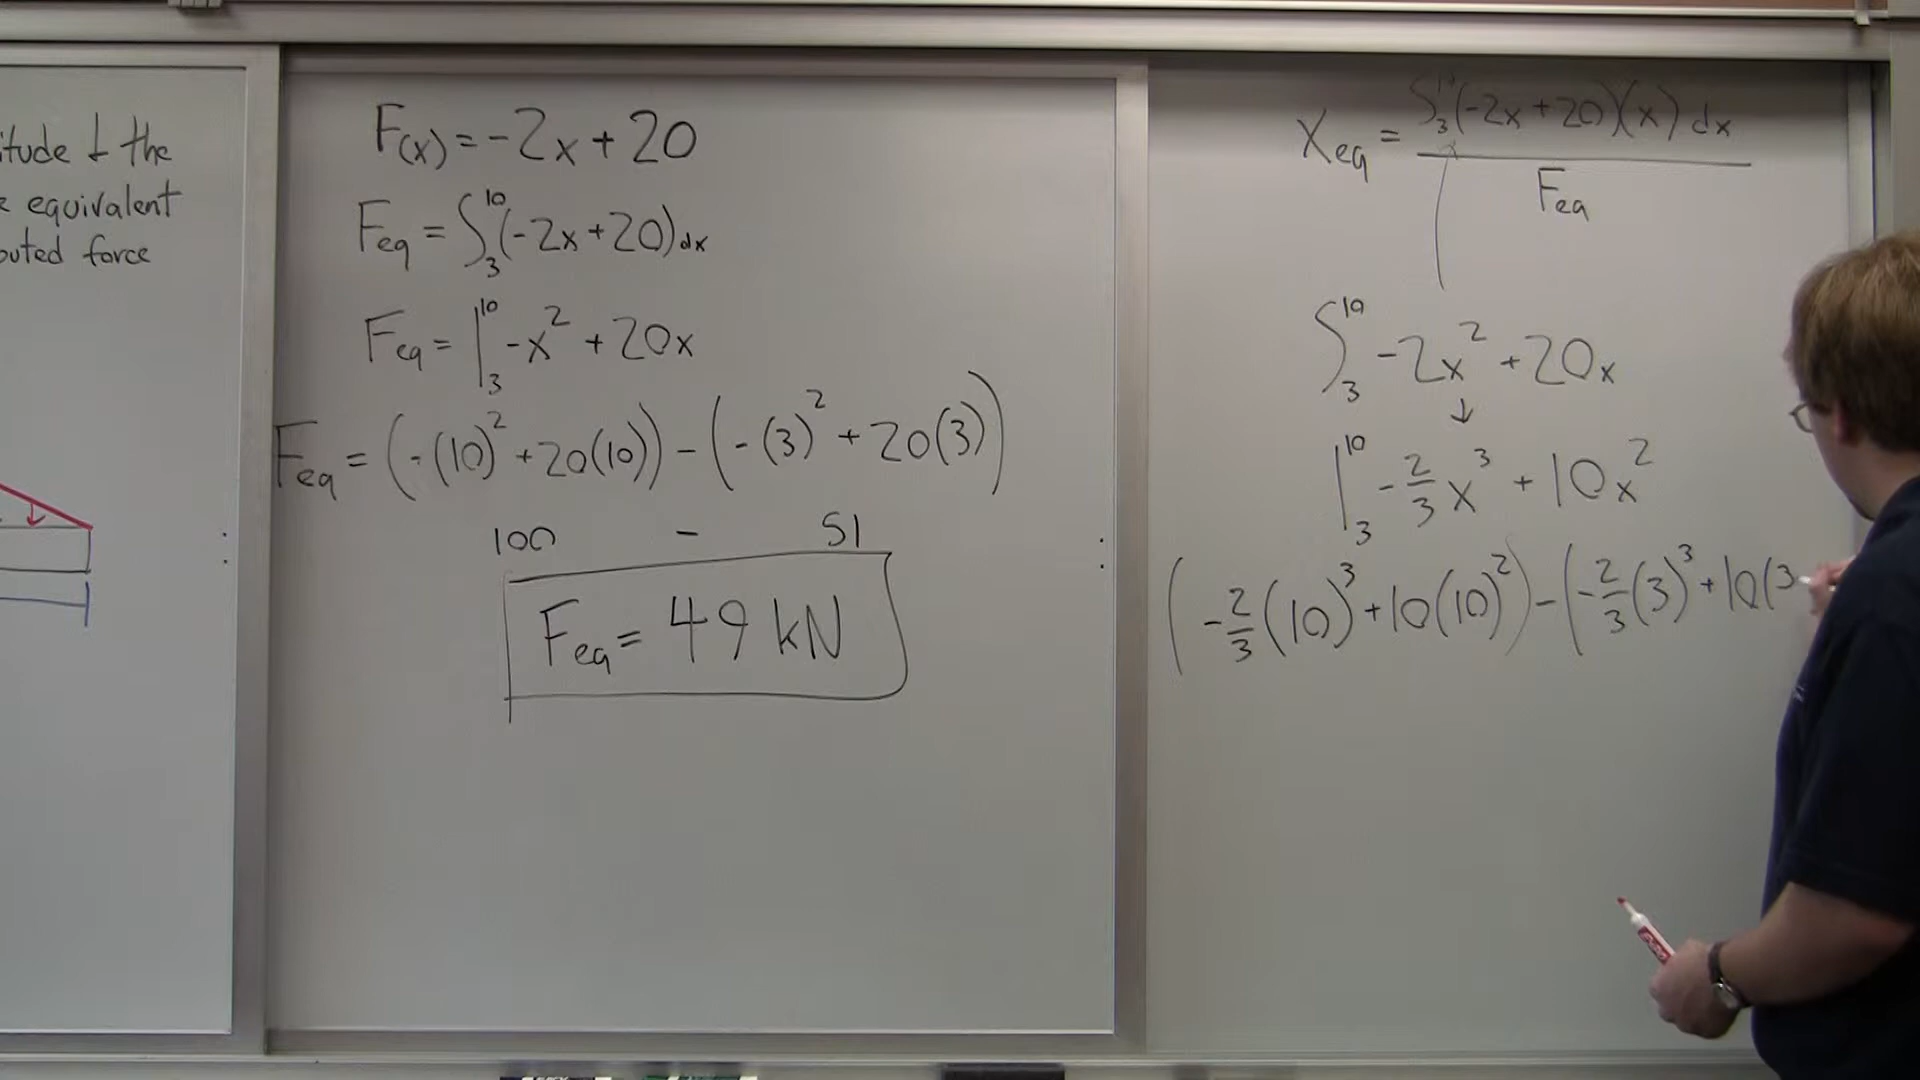 the
equivalent
force
F(x) = -2x + 20
Feq = ∫₃¹⁰ (-2x + 20) dx
Feq = |₃¹⁰ -x² + 20x
Feq = (-(10)² + 20(10)) - (-(3)² + 20(3))
100 - 51
Feq = 49 kN
Xeq = ∫₃¹⁰ (-2x + 20)(x) dx
Feq
∫₃¹⁰ -2x² + 20x
↓
|₃¹⁰ -2/3 x³ + 10x²
(-2/3 (10)³ + 10(10)²) - (-2/3 (3)³ + 10(3